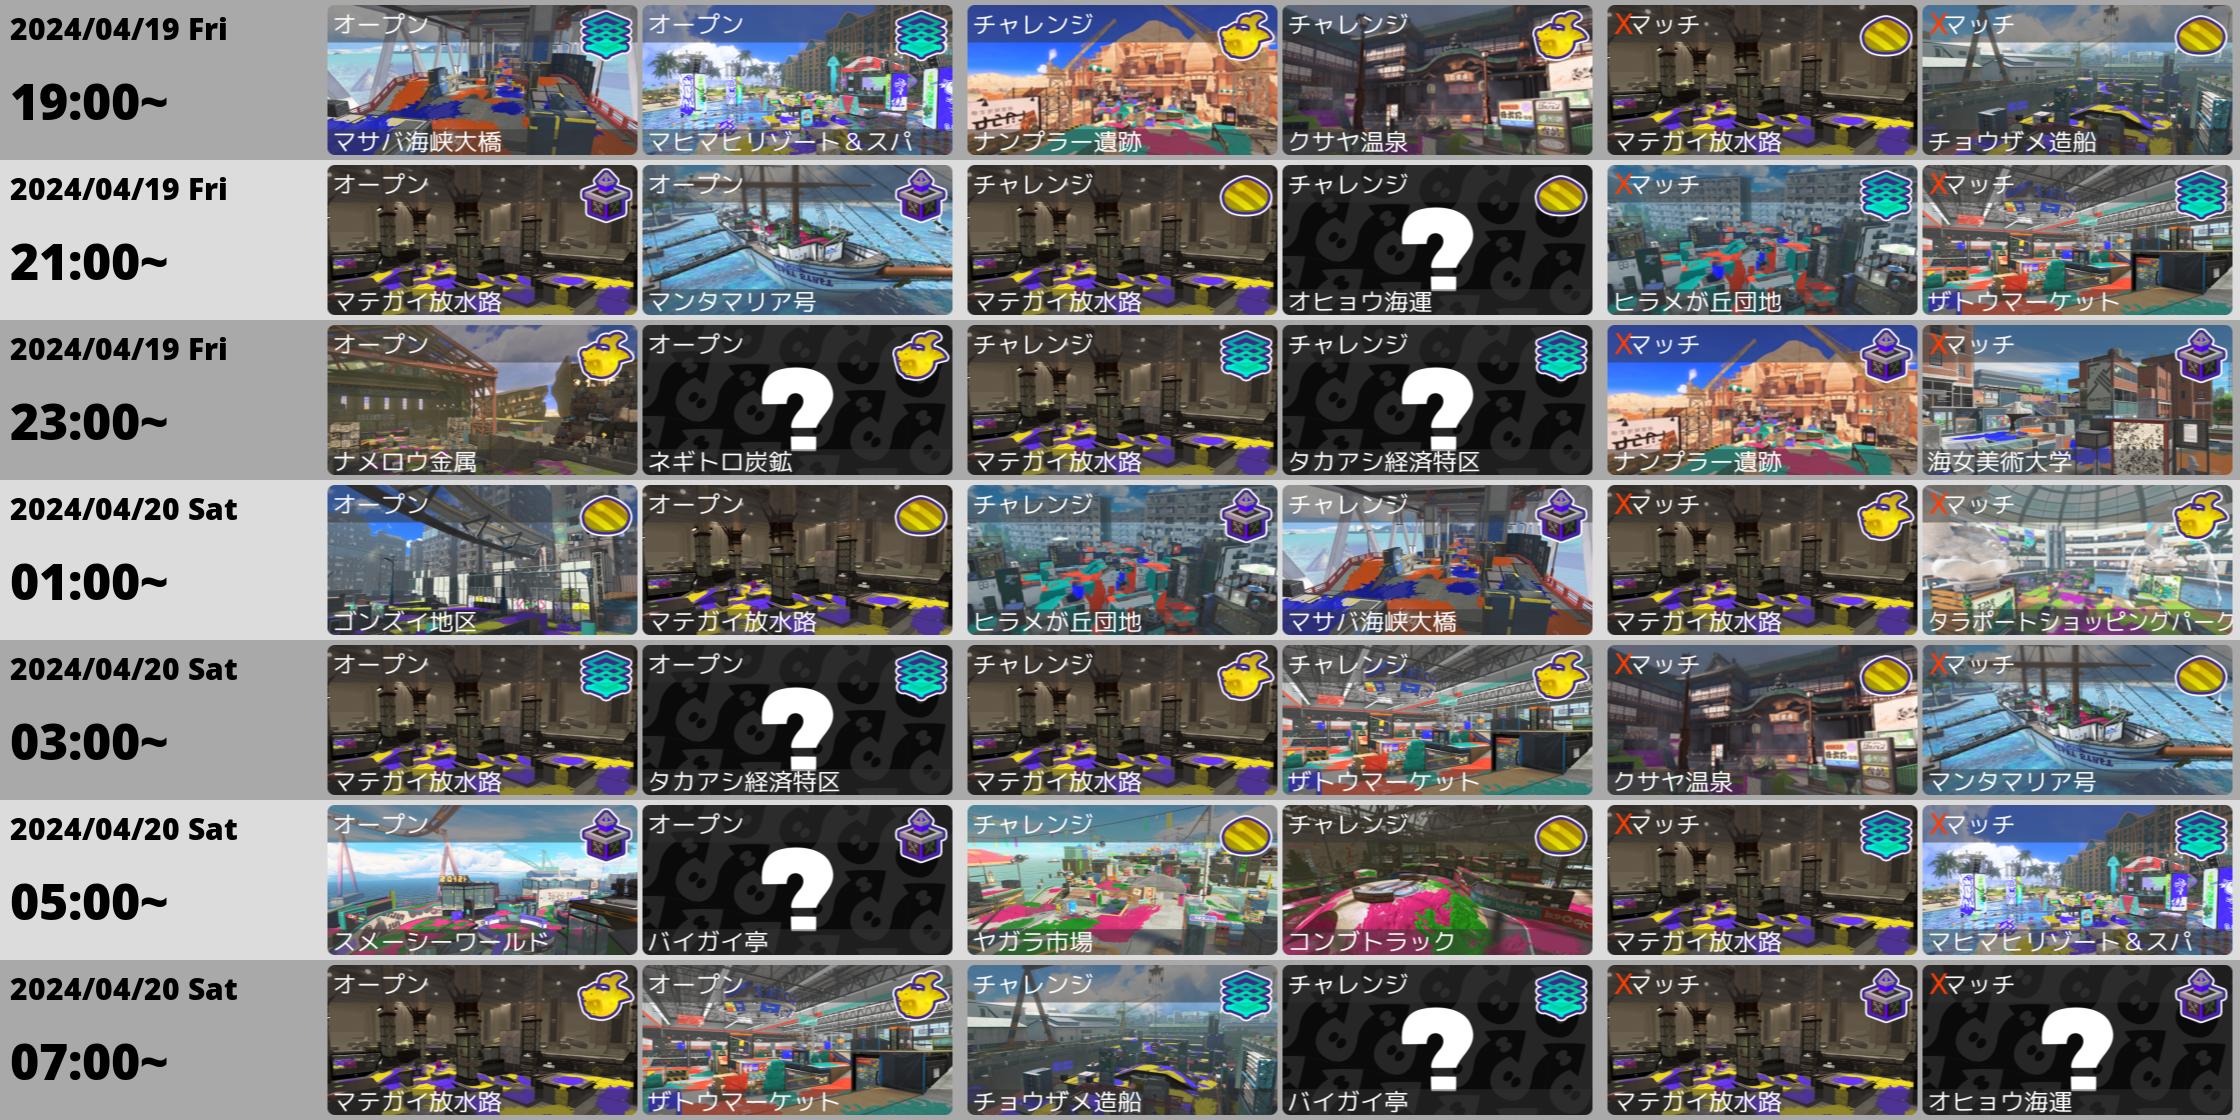 2024/04/19 Fri
19:00~
オープン
マサバ海峡大橋
オープン
マヒマヒリゾート＆スパ
チャレンジ
ナンプラー遺跡
チャレンジ
クサヤ温泉
Xマッチ
マテガイ放水路
Xマッチ
チョウザメ造船
2024/04/19 Fri
21:00~
オープン
マテガイ放水路
オープン
マンタマリア号
チャレンジ
マテガイ放水路
チャレンジ
?
オヒョウ海運
Xマッチ
ヒラメが丘団地
Xマッチ
ザトウマーケット
2024/04/19 Fri
23:00~
オープン
ナメロウ金属
オープン
?
ネギトロ炭鉱
チャレンジ
マテガイ放水路
チャレンジ
?
タカアシ経済特区
Xマッチ
ナンプラー遺跡
Xマッチ
海女美術大学
2024/04/20 Sat
01:00~
オープン
ゴンズイ地区
オープン
マテガイ放水路
チャレンジ
ヒラメが丘団地
チャレンジ
マサバ海峡大橋
Xマッチ
マテガイ放水路
Xマッチ
タラポートショッピングパーク
2024/04/20 Sat
03:00~
オープン
マテガイ放水路
オープン
?
タカアシ経済特区
チャレンジ
マテガイ放水路
チャレンジ
ザトウマーケット
Xマッチ
クサヤ温泉
Xマッチ
マンタマリア号
2024/04/20 Sat
05:00~
オープン
スメーシーワールド
オープン
?
バイガイ亭
チャレンジ
ヤガラ市場
チャレンジ
コンブトラック
Xマッチ
マテガイ放水路
Xマッチ
マヒマヒリゾート＆スパ
2024/04/20 Sat
07:00~
オープン
マテガイ放水路
オープン
ザトウマーケット
チャレンジ
チョウザメ造船
チャレンジ
?
バイガイ亭
Xマッチ
マテガイ放水路
Xマッチ
?
オヒョウ海運